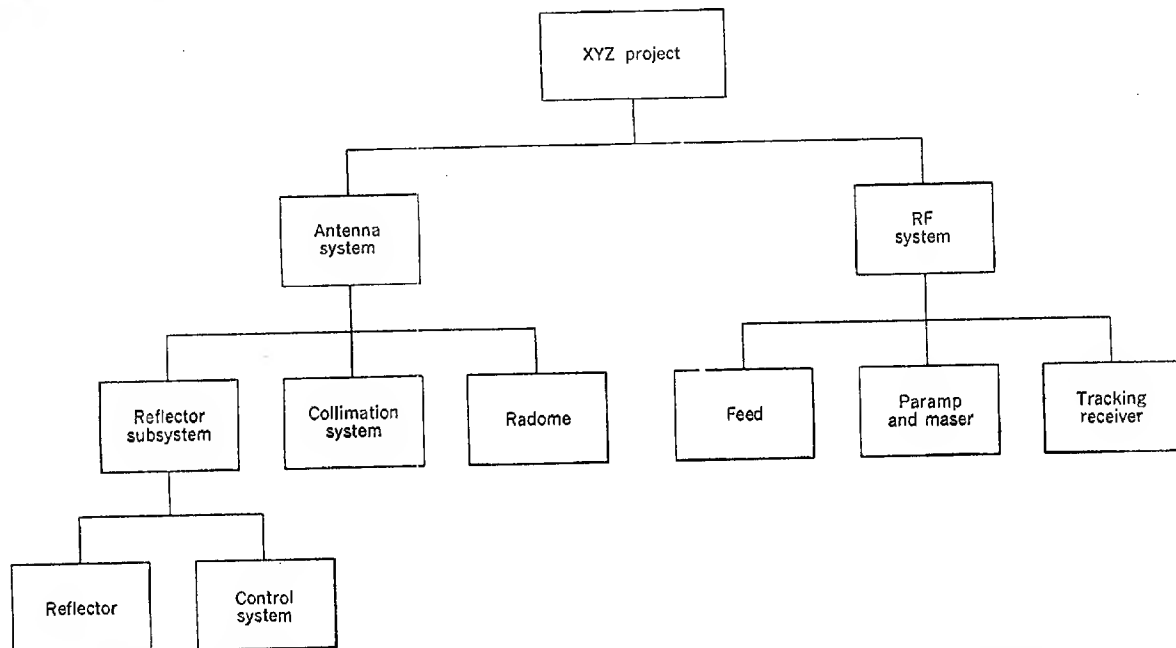 XYZ project
Antenna
system
RF
system
Reflector
subsystem
Collimation
system
Radome
Feed
Paramp
and maser
Tracking
receiver
Reflector
Control
system